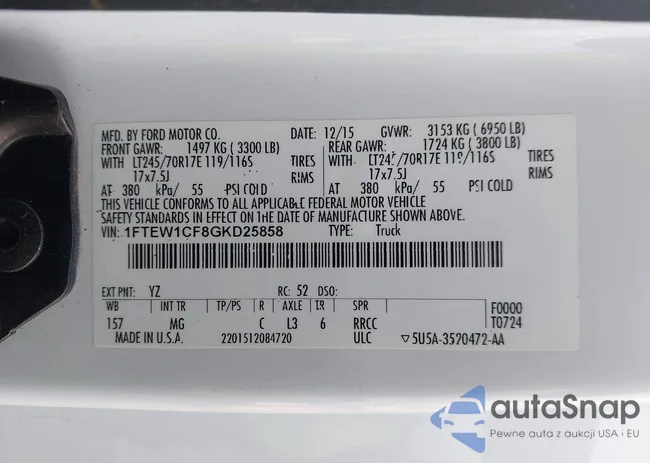 MFD. BY FORD MOTOR CO. DATE: 12/15 GVWR: 3153 KG ( 6950 LB)
FRONT GAWR: 1497 KG ( 3300 LB) REAR GAWR: 1724 KG ( 3800 LB)
WITH LT245/70R17E 119/116S TIRES WITH LT245/70R17E 119/116S TIRES
17x7.5J RIMS 17x7.5J RIMS
AT 380 kPa/ 55 PSI COLD AT 380 kPa/ 55 PSI COLD
THIS VEHICLE CONFORMS TO ALL APPLICABLE FEDERAL MOTOR VEHICLE
SAFETY STANDARDS IN EFFECT ON THE DATE OF MANUFACTURE SHOWN ABOVE.
VIN: 1FTEW1CF8GKD25858 TYPE: Truck
EXT PNT: YZ RC: 52 DSO:
WB INT TR TP/PS R AXLE TR SPR F0000
157 MG C L3 6 RRCC T0724
MADE IN U.S.A. 2201512084720 ULC ▽5U5A-3520472-AA
autaSnap
Pewne auta z aukcji USA i EU